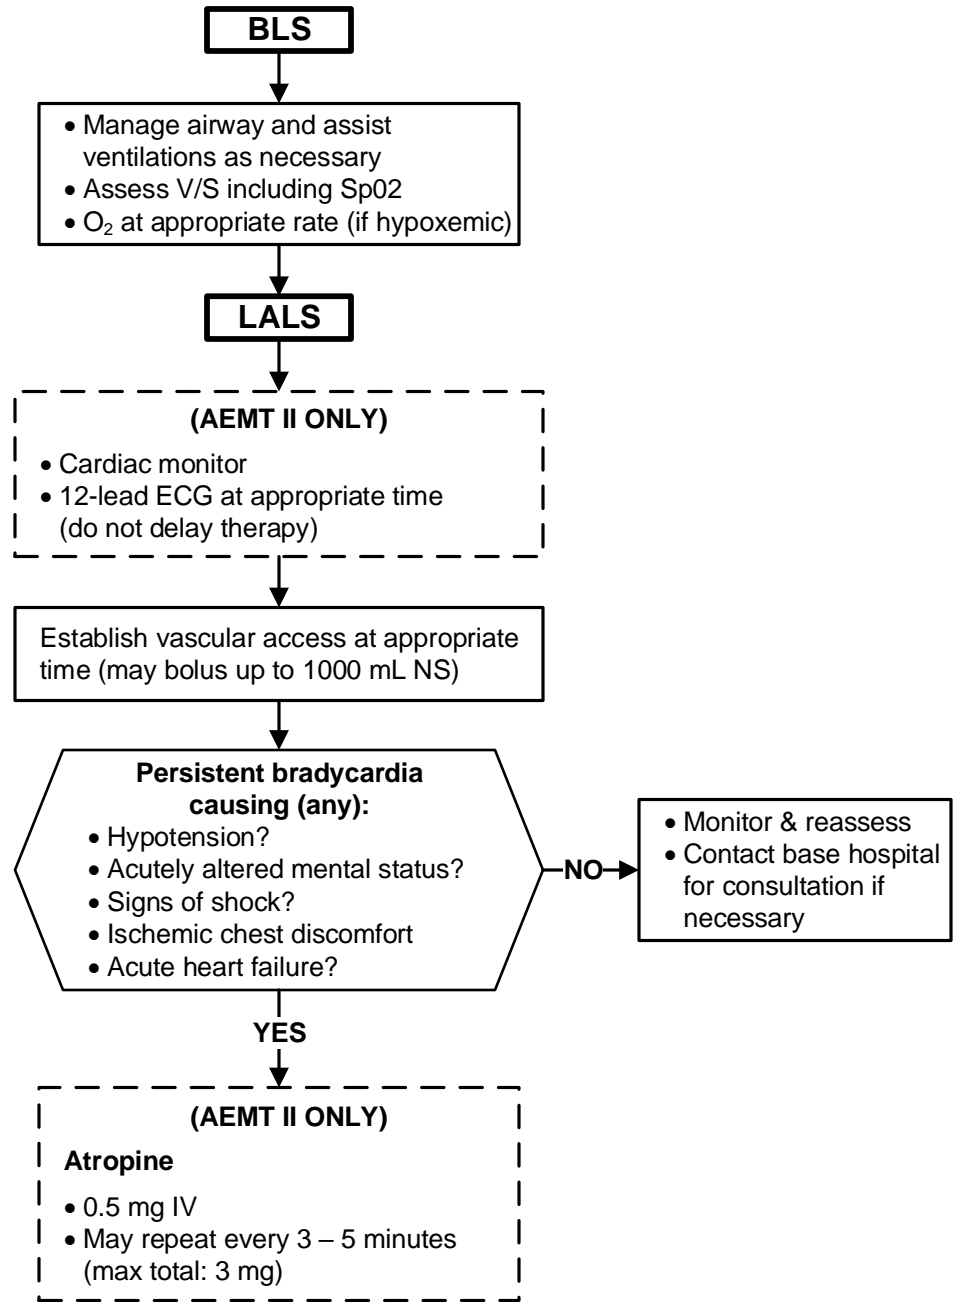 BLS
• Manage airway and assist
ventilations as necessary
• Assess V/S including Sp02
• O₂ at appropriate rate (if hypoxemic)
LALS
(AEMT II ONLY)
• Cardiac monitor
• 12-lead ECG at appropriate time
(do not delay therapy)
Establish vascular access at appropriate
time (may bolus up to 1000 mL NS)
Persistent bradycardia
causing (any):
• Hypotension?
• Acutely altered mental status?
• Signs of shock?
• Ischemic chest discomfort
• Acute heart failure?
NO
• Monitor & reassess
• Contact base hospital
for consultation if
necessary
YES
(AEMT II ONLY)
Atropine
• 0.5 mg IV
• May repeat every 3 – 5 minutes
(max total: 3 mg)